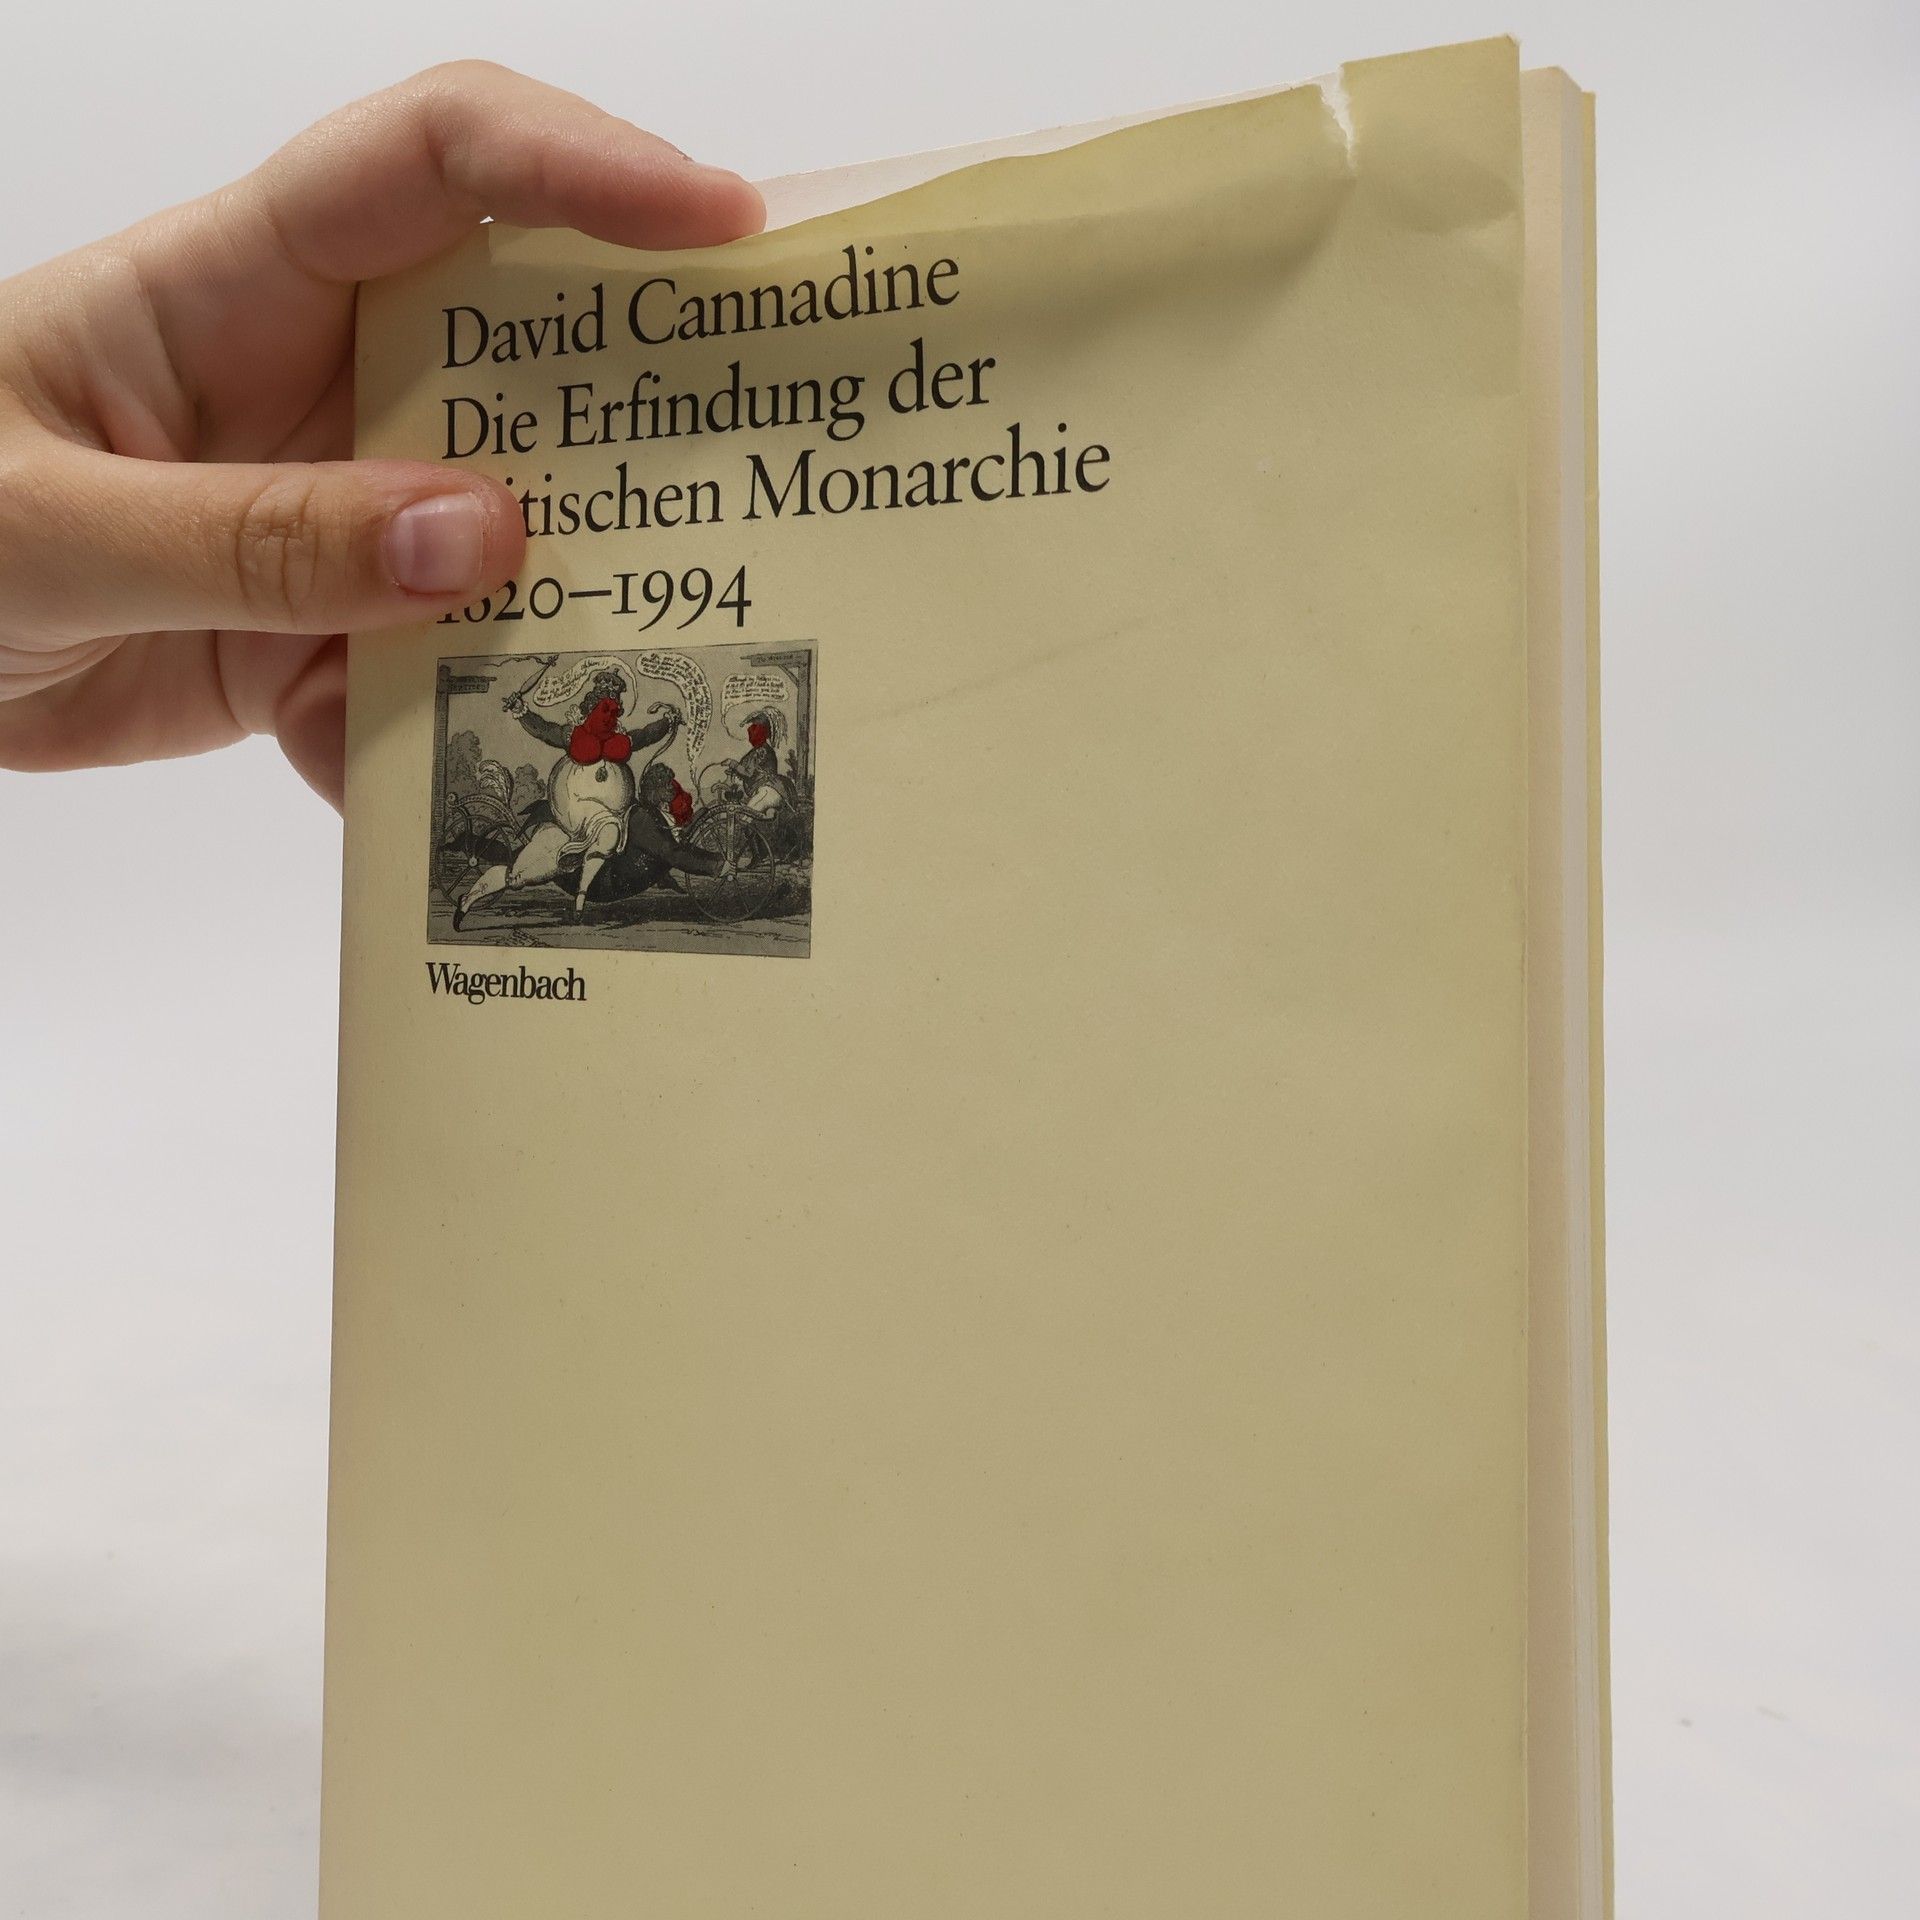 David Cannadine
Die Erfindung der
itischen Monarchie
1820–1994
Wagenbach